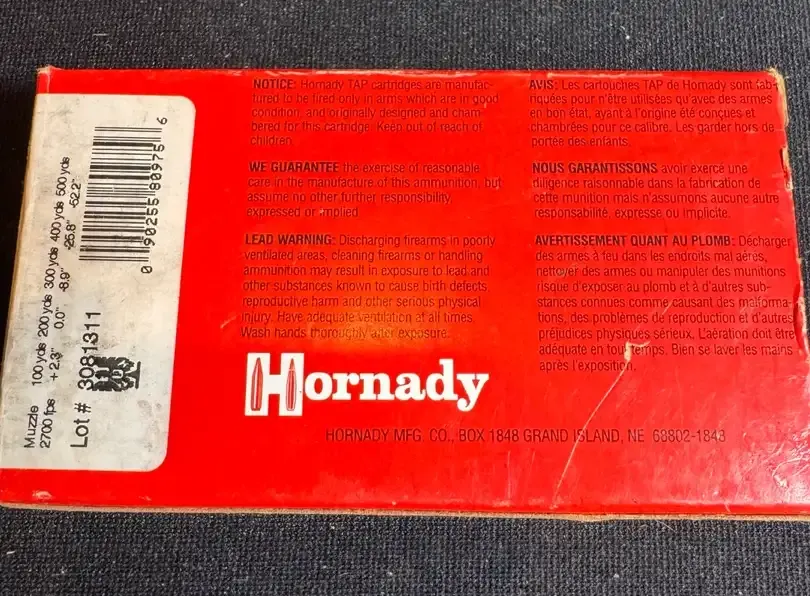 NOTICE: Hornady TAP cartridges are manufac-
tured to be fired only in arms which are in good
condition, and originally designed and cham-
bered for this cartridge. Keep out of reach of
children.
WE GUARANTEE the exercise of reasonable
care in the manufacture of this ammunition, but
assume no other further responsibility,
expressed or implied.
LEAD WARNING: Discharging firearms in poorly
ventilated areas, cleaning firearms or handling
ammunition may result in exposure to lead and
other substances known to cause birth defects,
reproductive harm and other serious physical
injury. Have adequate ventilation at all times.
Wash hands thoroughly after exposure.
AVIS: Les cartouches TAP de Hornady sont fab-
riquées pour n'être utilisées qu'avec des armes
en bon état, ayant à l'origine été conçues et
chambrées pour ce calibre. Les garder hors de
portée des enfants.
NOUS GARANTISSONS avoir exercé une
diligence raisonnable dans la fabrication de
cette munition mais n'assumons aucune autre
responsabilité, expresse ou implicite.
AVERTISSEMENT QUANT AU PLOMB: Décharger
des armes à feu dans les endroits mal aérés,
nettoyer des armes ou manipuler des munitions
risque d'exposer au plomb et à d'autres sub-
stances connues comme causant des malforma-
tions, des problèmes de reproduction et d'autres
préjudices physiques sérieux. L'aération doit être
adéquate en tout temps. Bien se laver les mains
après l'exposition.
Hornady
HORNADY MFG. CO., BOX 1848 GRAND ISLAND, NE 68802-1848
Muzzle 100 yds 200 yds 300 yds 400 yds 500 yds
2700 fps +2.3" 0.0" -8.9" -25.8" -52.2"
Lot # 3081311
0 90255 80975 6